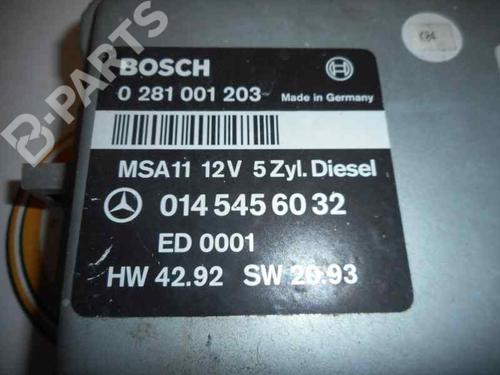 B-PARTS
BOSCH
0 281 001 203
Made in Germany
MSA11 12V 5 Zyl. Diesel
014 545 60 32
ED 0001
HW 42.92 SW 20.93